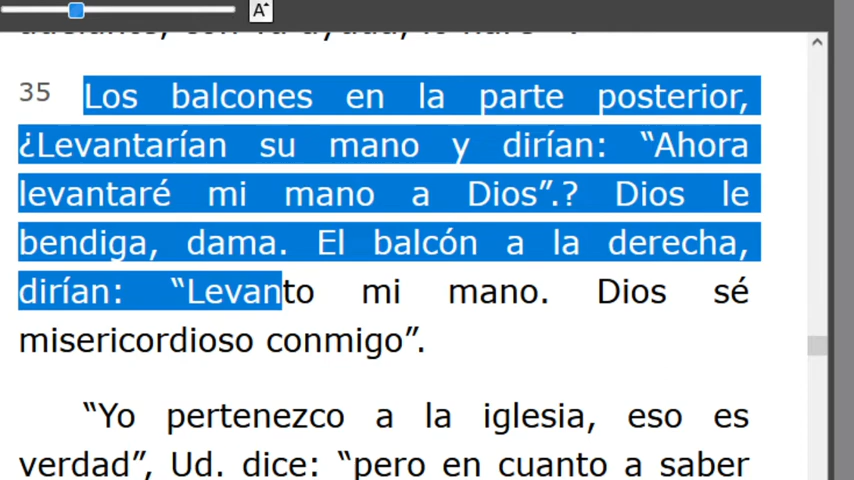 A
35 Los balcones en la parte posterior,
¿Levantarían su mano y dirían: “Ahora
levantaré mi mano a Dios”.? Dios le
bendiga, dama. El balcón a la derecha,
dirían: “Levanto mi mano. Dios sé
misericordioso conmigo”.
“Yo pertenezco a la iglesia, eso es
verdad”, Ud. dice: “pero en cuanto a saber